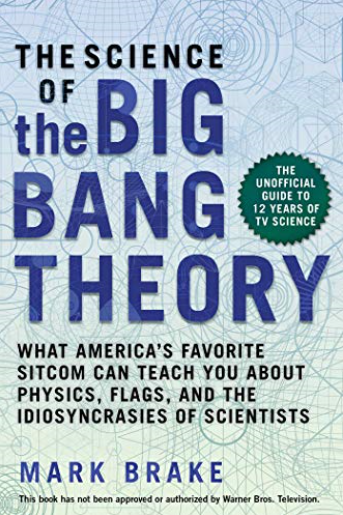 THE SCIENCE
OF
the BIG
BANG
THEORY
THE
UNOFFICIAL
GUIDE TO
12 YEARS OF
TV SCIENCE
WHAT AMERICA'S FAVORITE
SITCOM CAN TEACH YOU ABOUT
PHYSICS, FLAGS, AND THE
IDIOSYNCRASIES OF SCIENTISTS
MARK BRAKE
This book has not been approved or authorized by Warner Bros. Television.